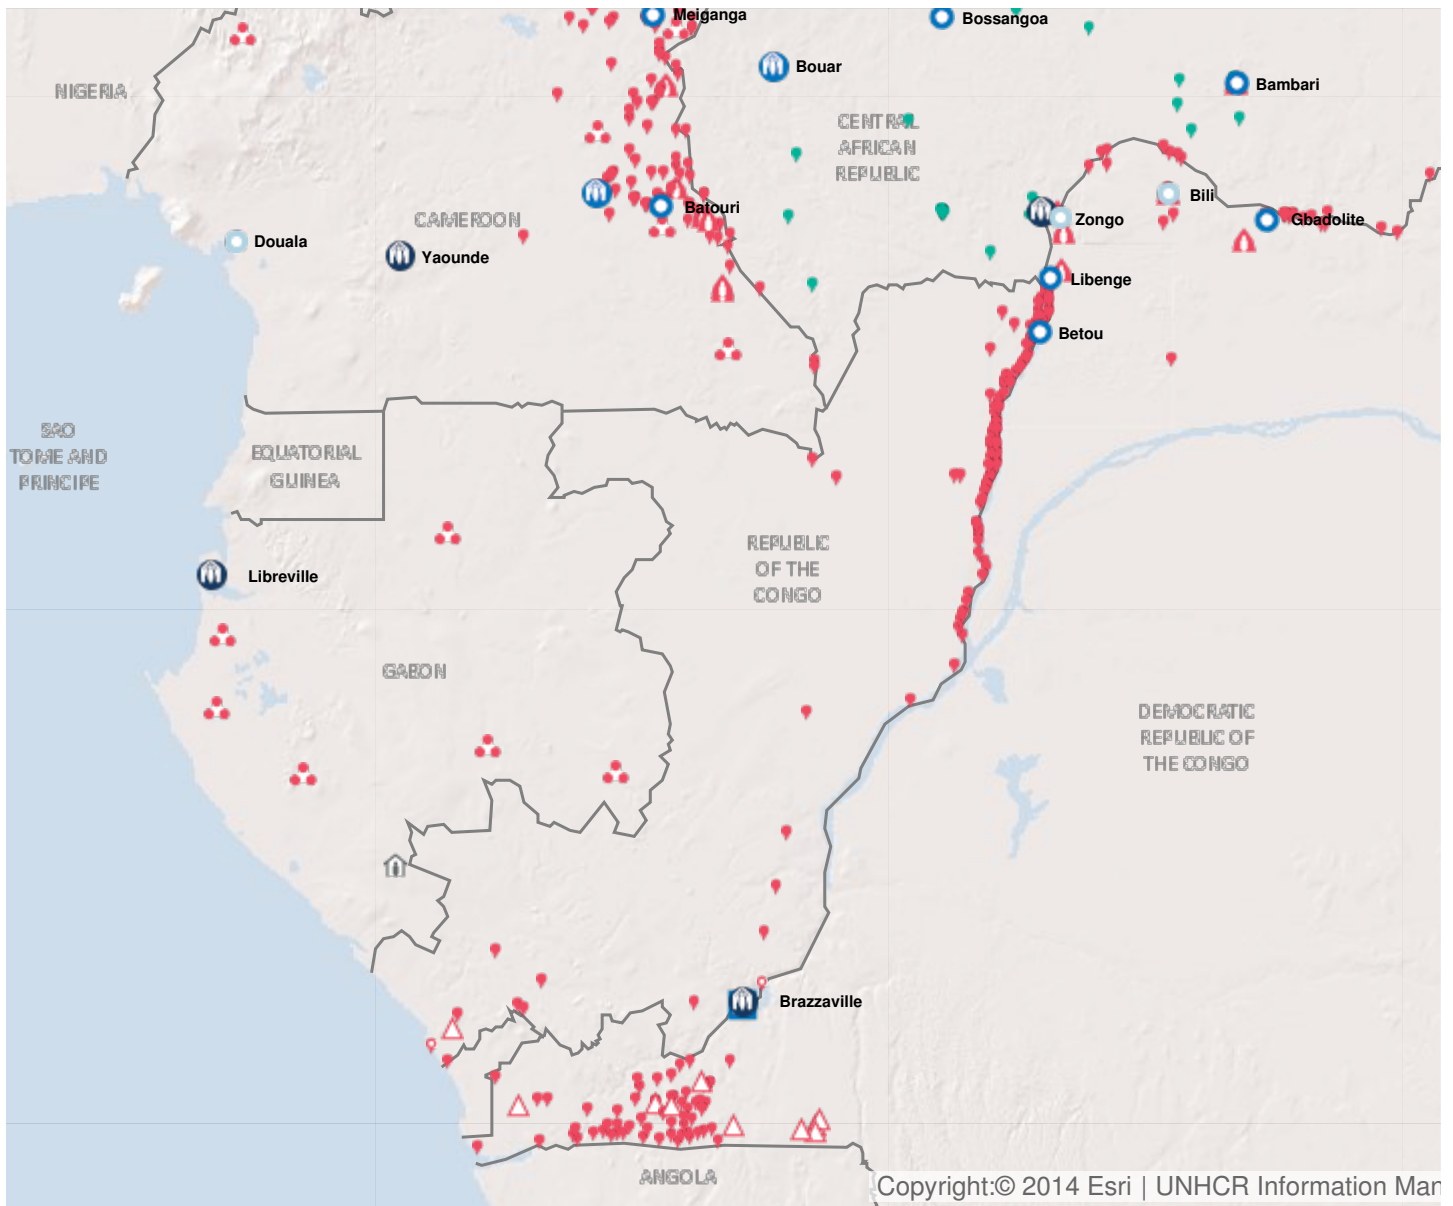 Meiganga
Bossangoa
Bouar
Bambari
NIGERIA
CENTRAL
AFRICAN
REPUBLIC
Bili
Batouri
CAMEROON
Zongo
Gbadolite
Douala
Yaounde
Libenge
Betou
SAO
TOME AND
PRINCIPE
EQUATORIAL
GUINEA
REPUBLIC
OF THE
CONGO
Libreville
GABON
DEMOCRATIC
REPUBLIC OF
THE CONGO
Brazzaville
ANGOLA
Copyright:© 2014 Esri | UNHCR Information Man